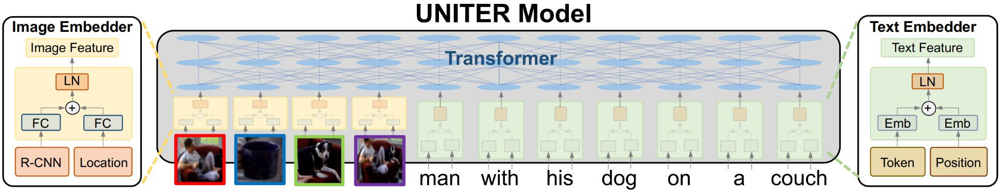 UNITER Model
Image Embedder
Image Feature
LN
+
FC FC
R-CNN Location
Transformer
man with his dog on a couch
Text Embedder
Text Feature
LN
+
Emb Emb
Token Position